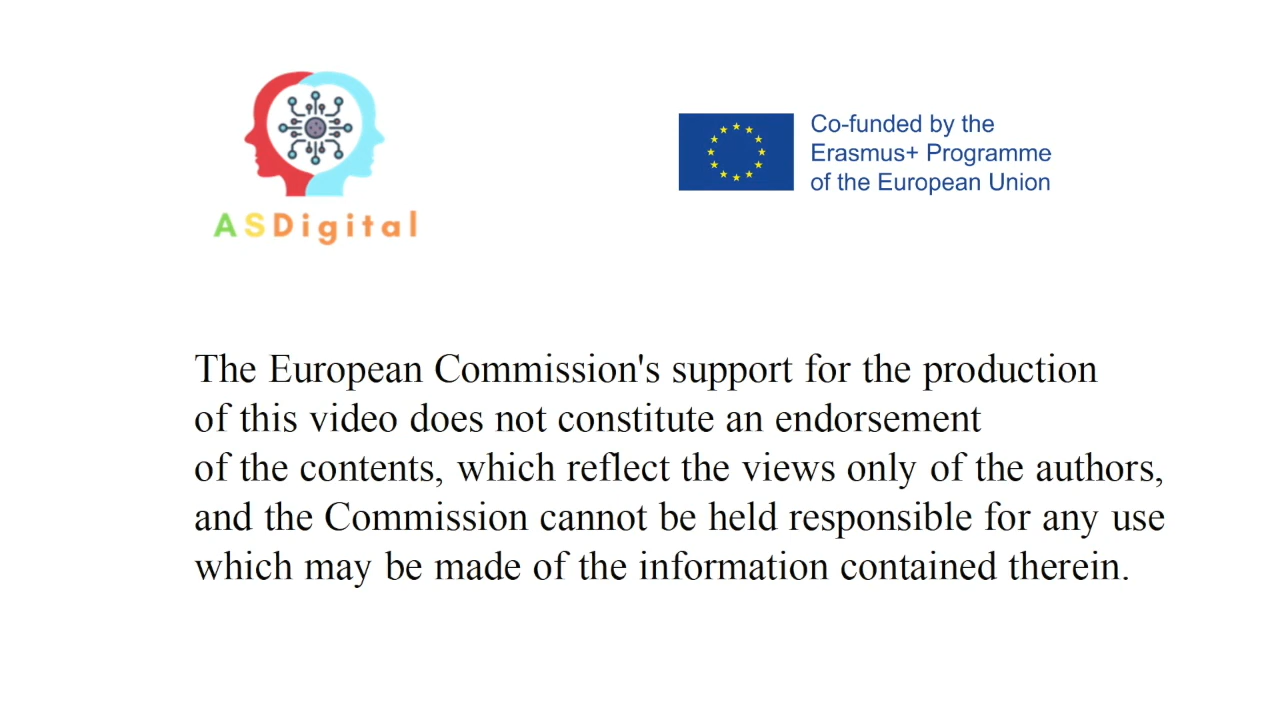 ASDigital
Co-funded by the
Erasmus+ Programme
of the European Union
The European Commission's support for the production
of this video does not constitute an endorsement
of the contents, which reflect the views only of the authors,
and the Commission cannot be held responsible for any use
which may be made of the information contained therein.